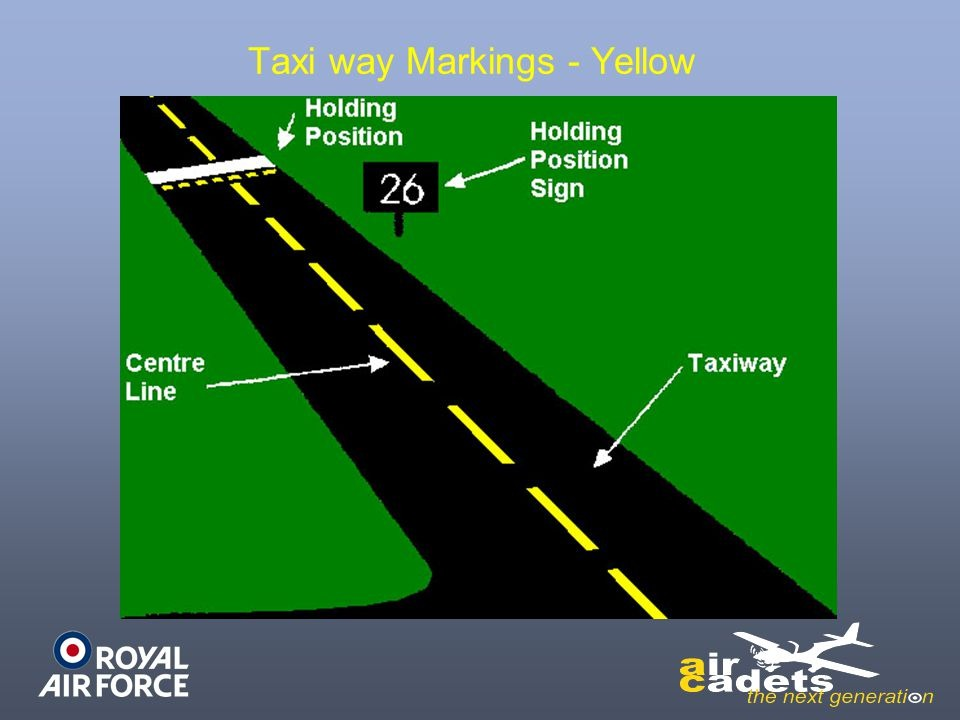 Taxi way Markings - Yellow
Holding
Position
Holding
Position
Sign
26
Centre
Line
Taxiway
ROYAL
AIR FORCE
air
cadets
the next generation